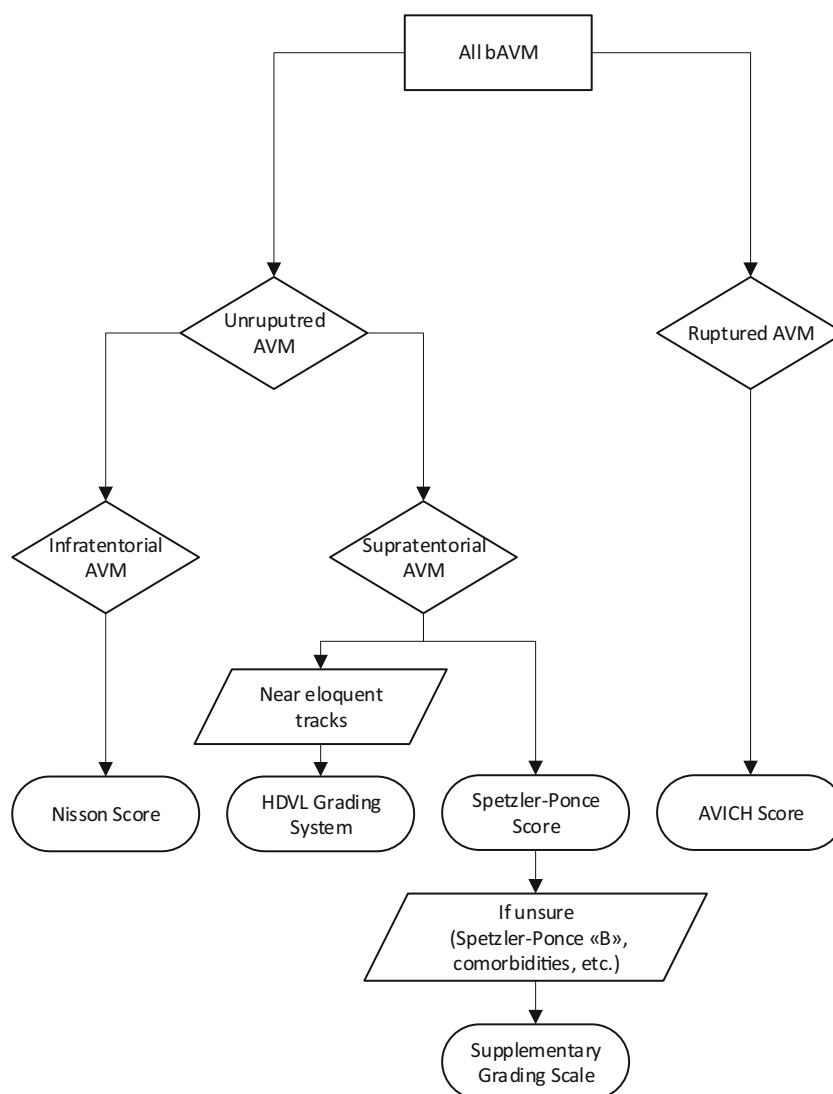 All bAVM
Unruputred
AVM
Ruptured AVM
Infratentorial
AVM
Supratentorial
AVM
Near eloquent
tracks
Nisson Score
HDVL Grading
System
Spetzler-Ponce
Score
AVICH Score
If unsure
(Spetzler-Ponce «B»,
comorbidities, etc.)
Supplementary
Grading Scale